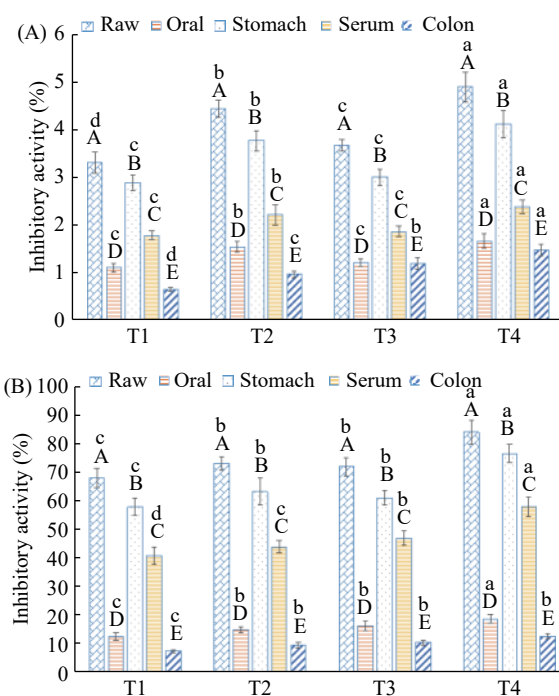 (A)
Raw Oral Stomach Serum Colon
Inhibitory activity (%)
6
5
4
3
2
1
0
d
A
c
D
c
B
c
C
d
E
b
A
b
D
b
B
b
C
c
E
c
A
c
D
c
B
c
C
b
E
a
A
a
D
a
B
a
C
a
E
T1 T2 T3 T4
(B)
Raw Oral Stomach Serum Colon
Inhibitory activity (%)
100
90
80
70
60
50
40
30
20
10
0
c
A
c
D
c
B
d
C
c
E
b
A
b
D
b
B
c
C
b
E
b
A
b
D
b
B
b
C
b
E
a
A
a
D
a
B
a
C
b
E
T1 T2 T3 T4